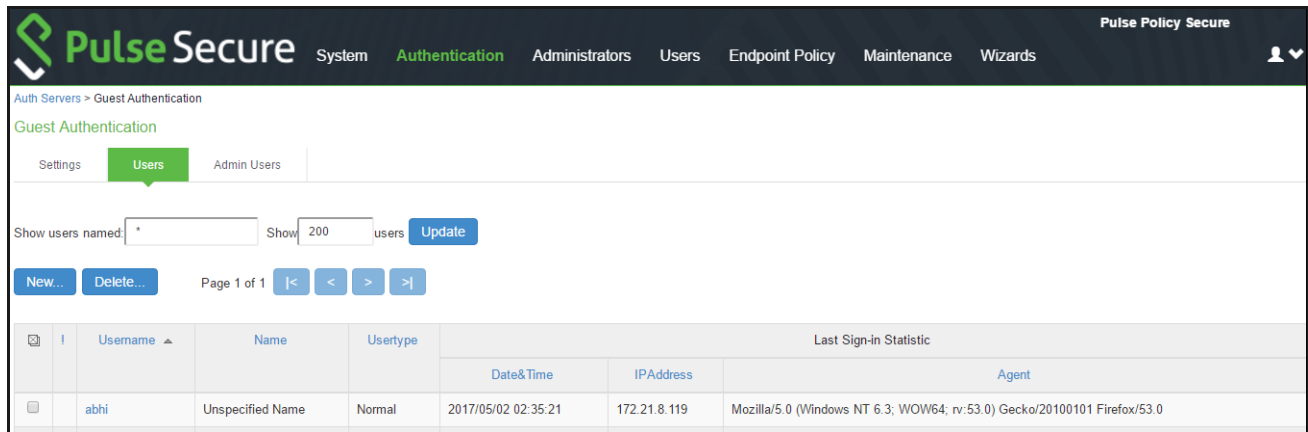 Pulse Policy Secure
Pulse Secure System Authentication Administrators Users Endpoint Policy Maintenance Wizards
Auth Servers > Guest Authentication
Guest Authentication
Settings Users Admin Users
Show users named: * Show 200 users Update
New... Delete... Page 1 of 1 |< < > >|
! Username Name Usertype Last Sign-in Statistic
Date&Time IPAddress Agent
abhi Unspecified Name Normal 2017/05/02 02:35:21 172.21.8.119 Mozilla/5.0 (Windows NT 6.3; WOW64; rv:53.0) Gecko/20100101 Firefox/53.0